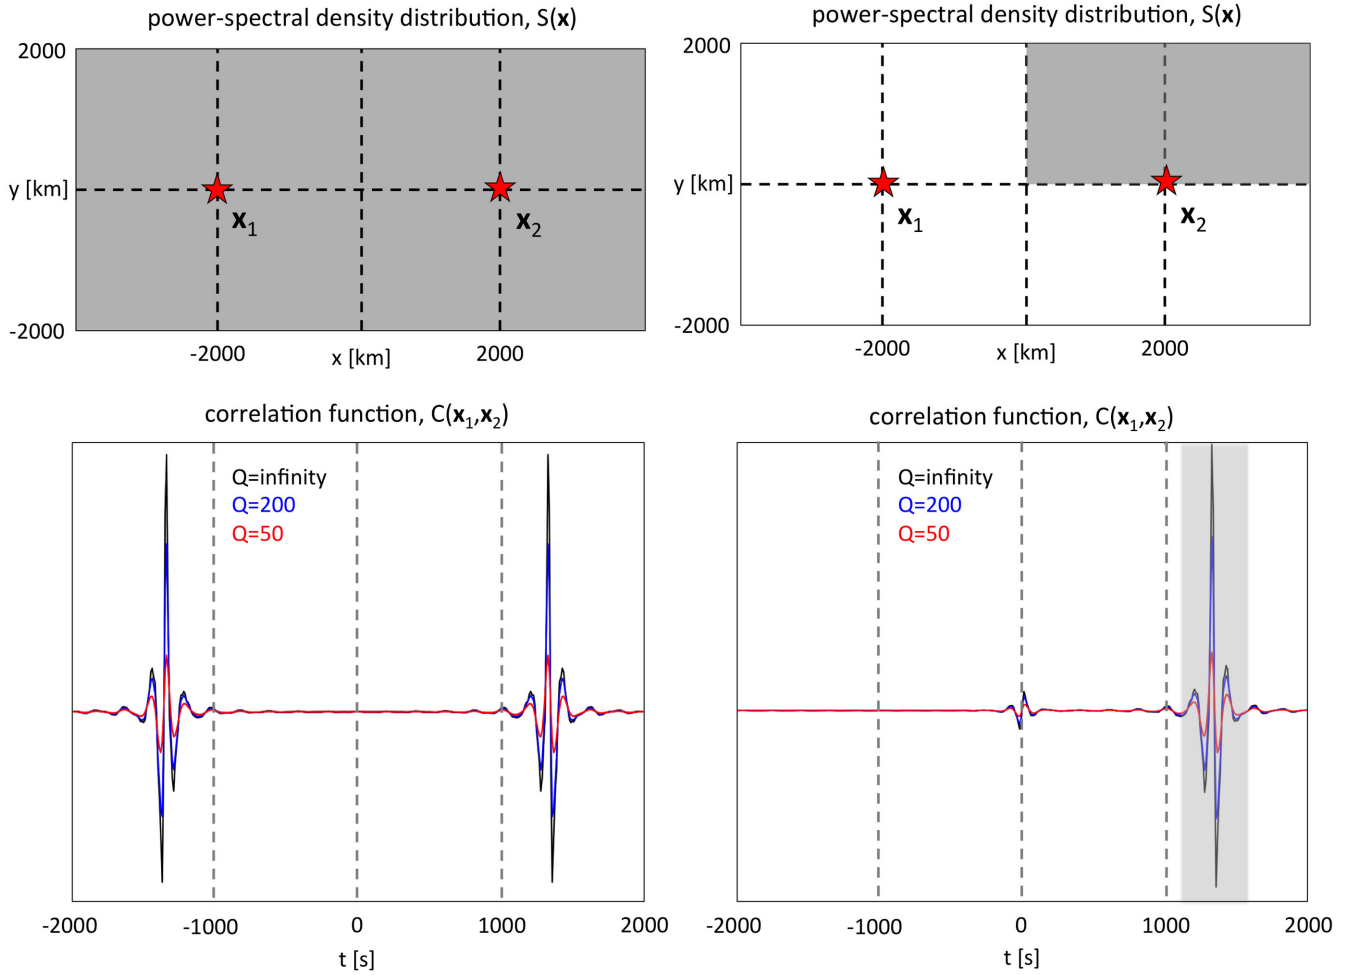 power-spectral density distribution, S(x)
2000
y [km]
-2000
x₁
x₂
-2000
x [km]
2000
power-spectral density distribution, S(x)
2000
y [km]
-2000
x₁
x₂
-2000
x [km]
2000
correlation function, C(x₁,x₂)
Q=infinity
Q=200
Q=50
-2000
-1000
0
1000
2000
t [s]
correlation function, C(x₁,x₂)
Q=infinity
Q=200
Q=50
-2000
-1000
0
1000
2000
t [s]